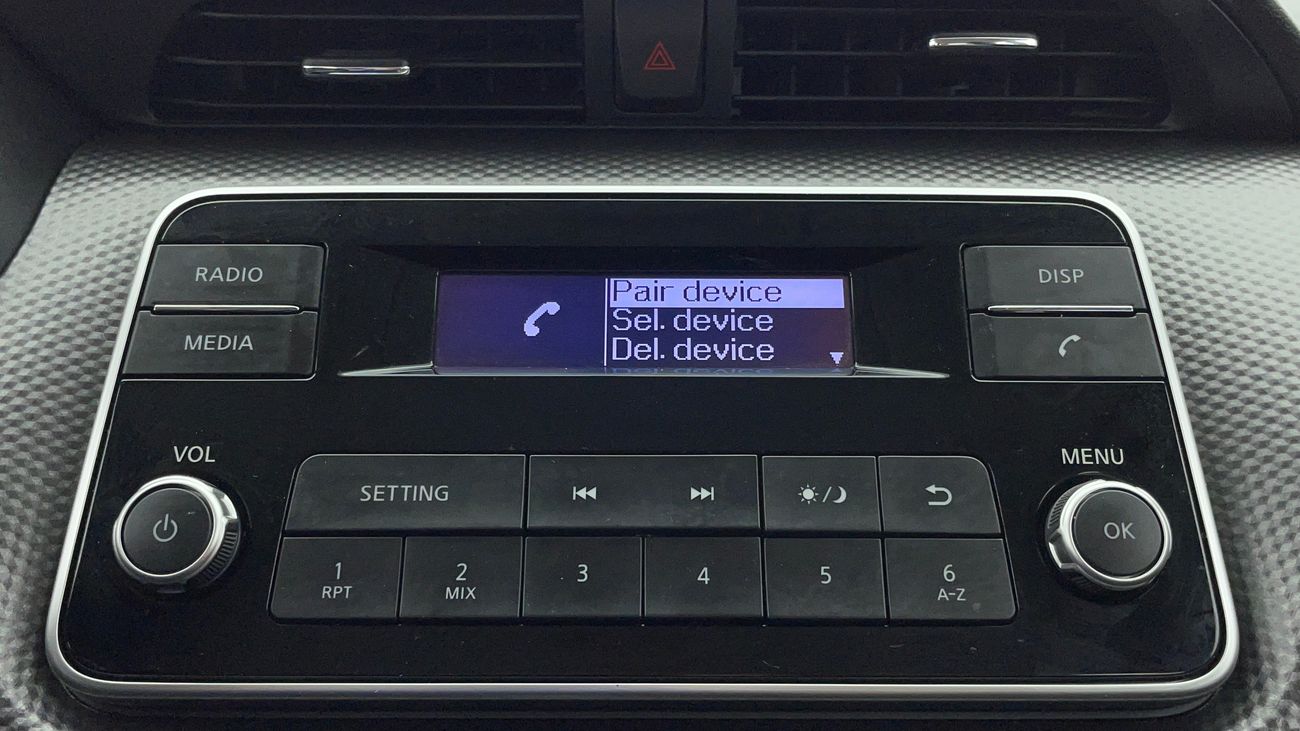 Pair device
Sel. device
Del. device
RADIO
MEDIA
DISP
VOL
MENU
SETTING
OK
1
RPT
2
MIX
3
4
5
6
A-Z